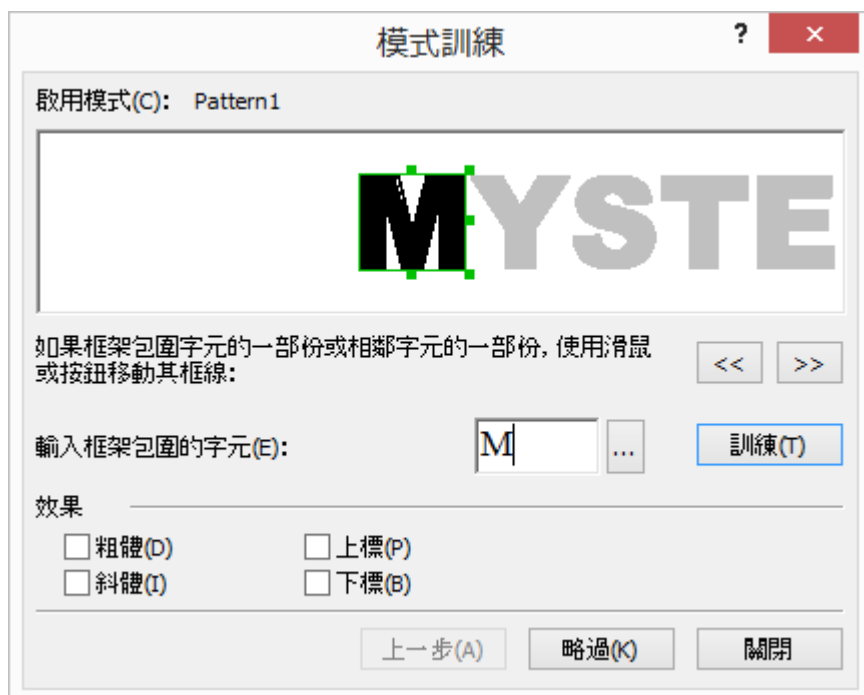 模式訓練
?
×
啟用模式(C): Pattern1
MYSTE
如果框架包圍字元的一部份或相鄰字元的一部份, 使用滑鼠
或按鈕移動其框線:
<< >>
輸入框架包圍的字元(E): M ... 訓練(T)
效果
粗體(D) 上標(P)
斜體(I) 下標(B)
上一步(A) 略過(K) 關閉